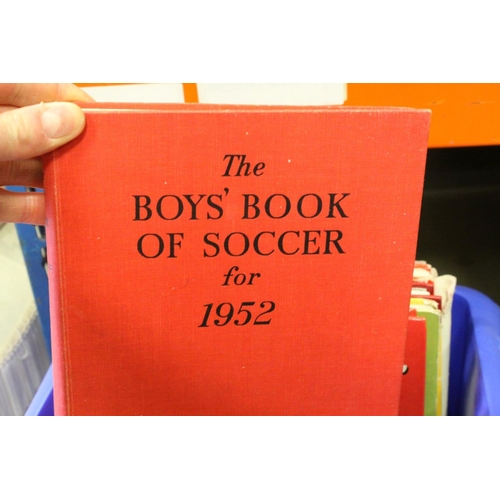 The
BOYS' BOOK
OF SOCCER
for
1952